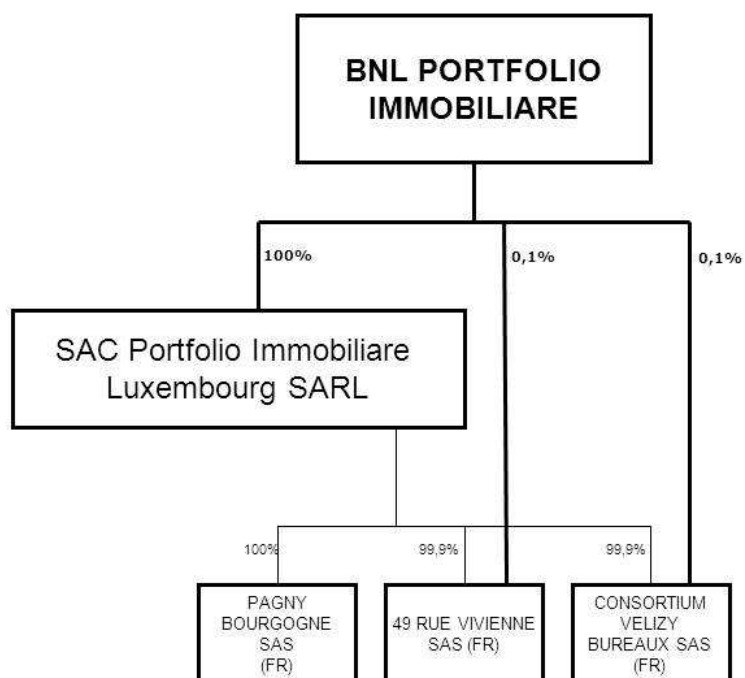 BNL PORTFOLIO
IMMOBILIARE
100%
0,1%
0,1%
SAC Portfolio Immobiliare
Luxembourg SARL
100%
99,9%
99,9%
PAGNY
BOURGOGNE
SAS
(FR)
49 RUE VIVIENNE
SAS (FR)
CONSORTIUM
VELIZY
BUREAUX SAS
(FR)